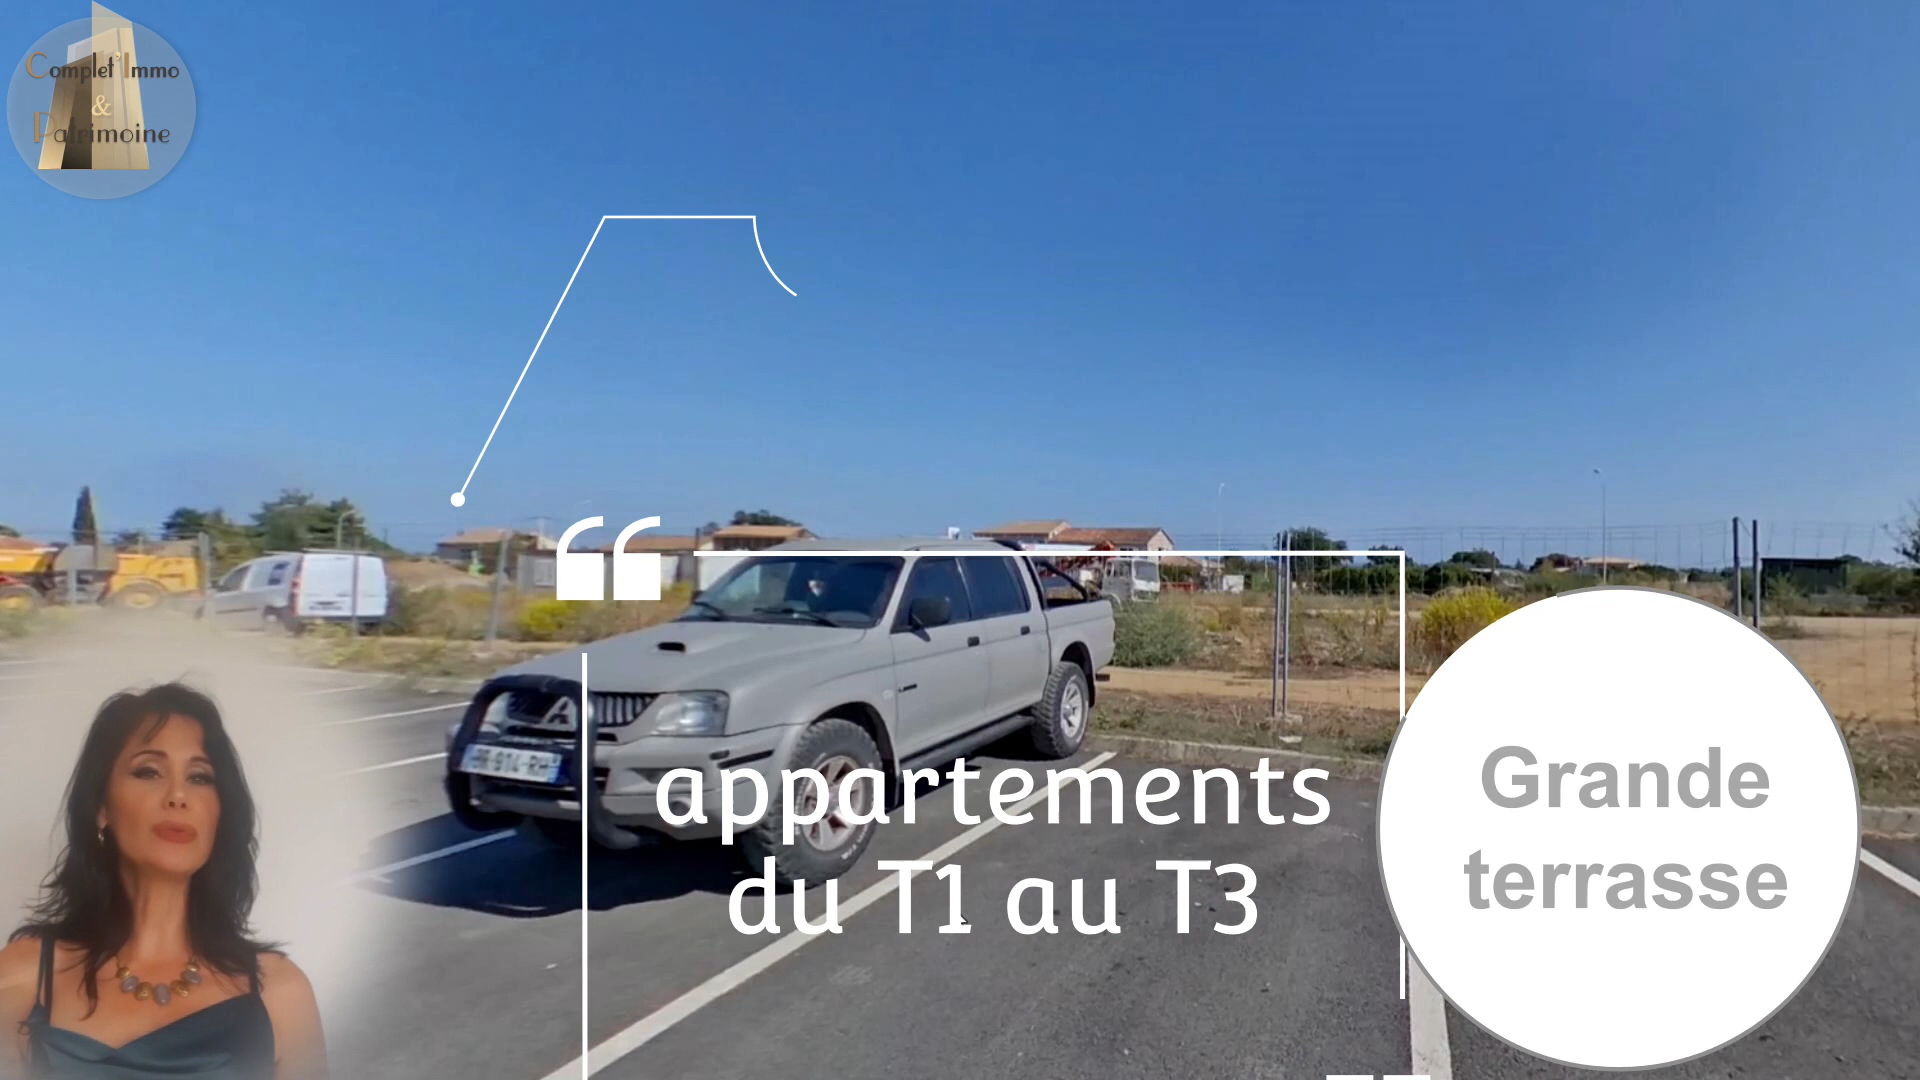 Complet'Immo
&
Patrimoine
“
appartements
du T1 au T3
Grande
terrasse